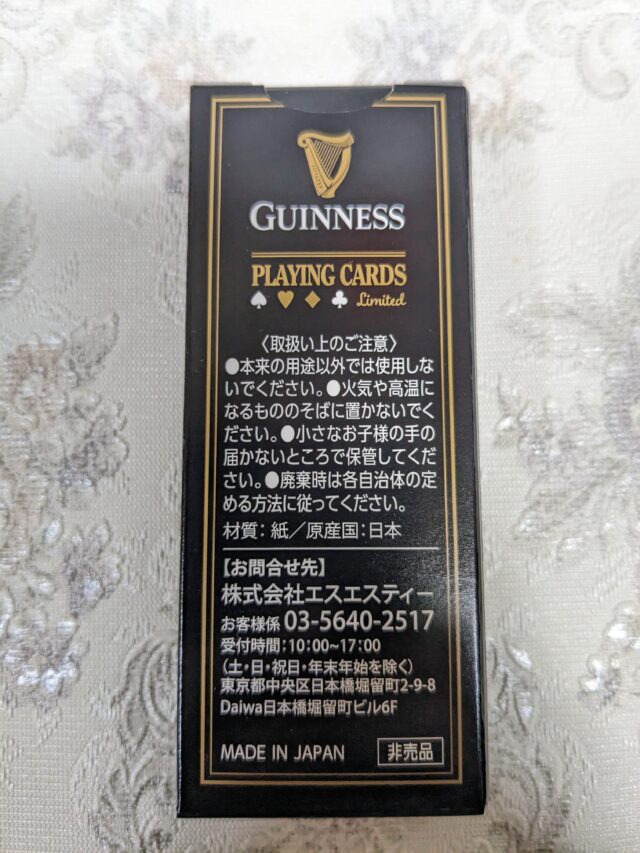 GUINNESS
PLAYING CARDS
Limited
〈取扱い上のご注意〉
●本来の用途以外では使用しな
いでください。●火気や高温に
なるもののそばに置かないでく
ださい。●小さなお子様の手の
届かないところで保管してくだ
さい。●廃棄時は各自治体の定
める方法に従ってください。
材質：紙／原産国：日本
【お問合せ先】
株式会社エスエスティー
お客様係 03-5640-2517
受付時間：10：00~17：00
（土・日・祝日・年末年始を除く）
東京都中央区日本橋堀留町2-9-8
Daiwa日本橋堀留町ビル6F
MADE IN JAPAN 非売品